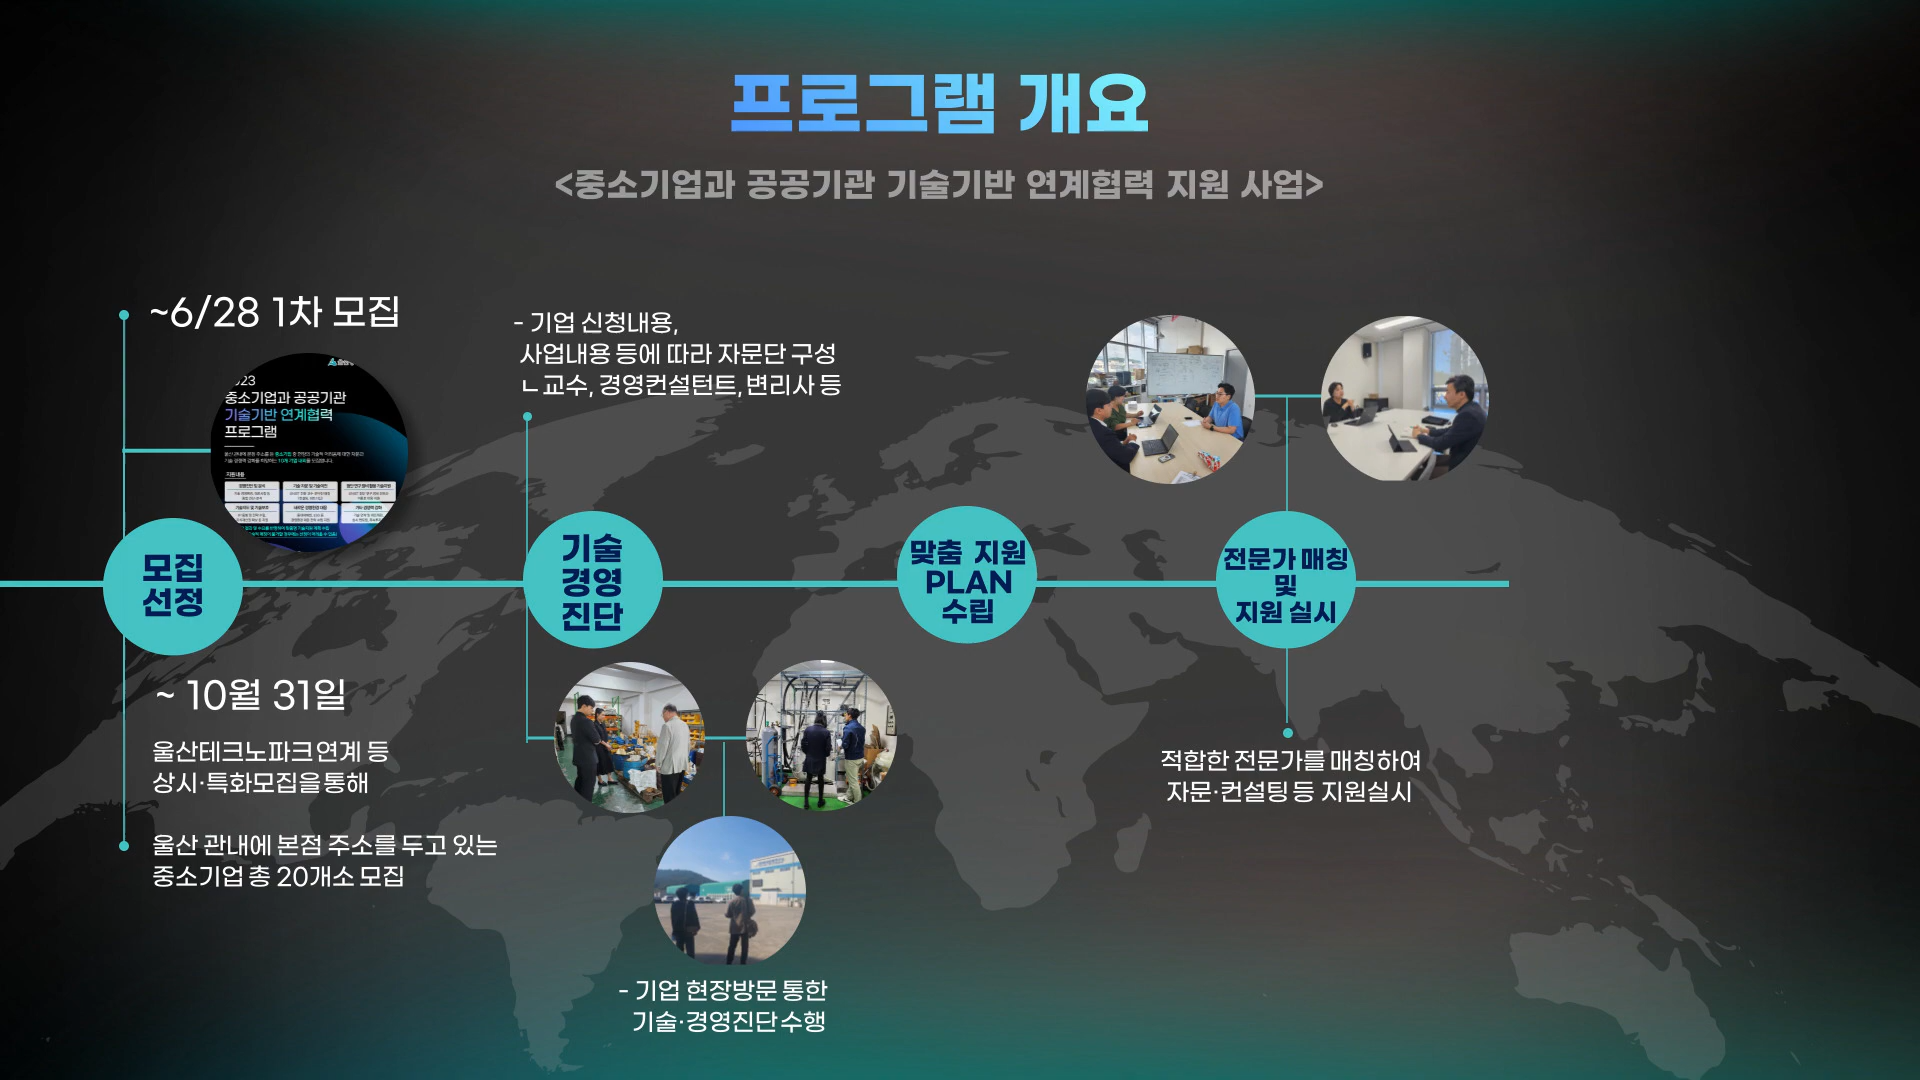 프로그램 개요
<중소기업과 공공기관 기술기반 연계협력 지원 사업>
~6/28 1차 모집
중소기업과 공공기관
기술기반 연계협력
프로그램
지원내용
모집
선정
~ 10월 31일
울산테크노파크연계 등
상시·특화모집을통해
울산 관내에 본점 주소를 두고 있는
중소기업 총 20개소 모집
- 기업 신청내용,
사업내용 등에 따라 자문단 구성
ㄴ교수, 경영컨설턴트,변리사 등
기술
경영
진단
- 기업 현장방문 통한
기술·경영진단수행
맞춤 지원
PLAN
수립
전문가 매칭
및
지원 실시
적합한 전문가를 매칭하여
자문·컨설팅등 지원실시